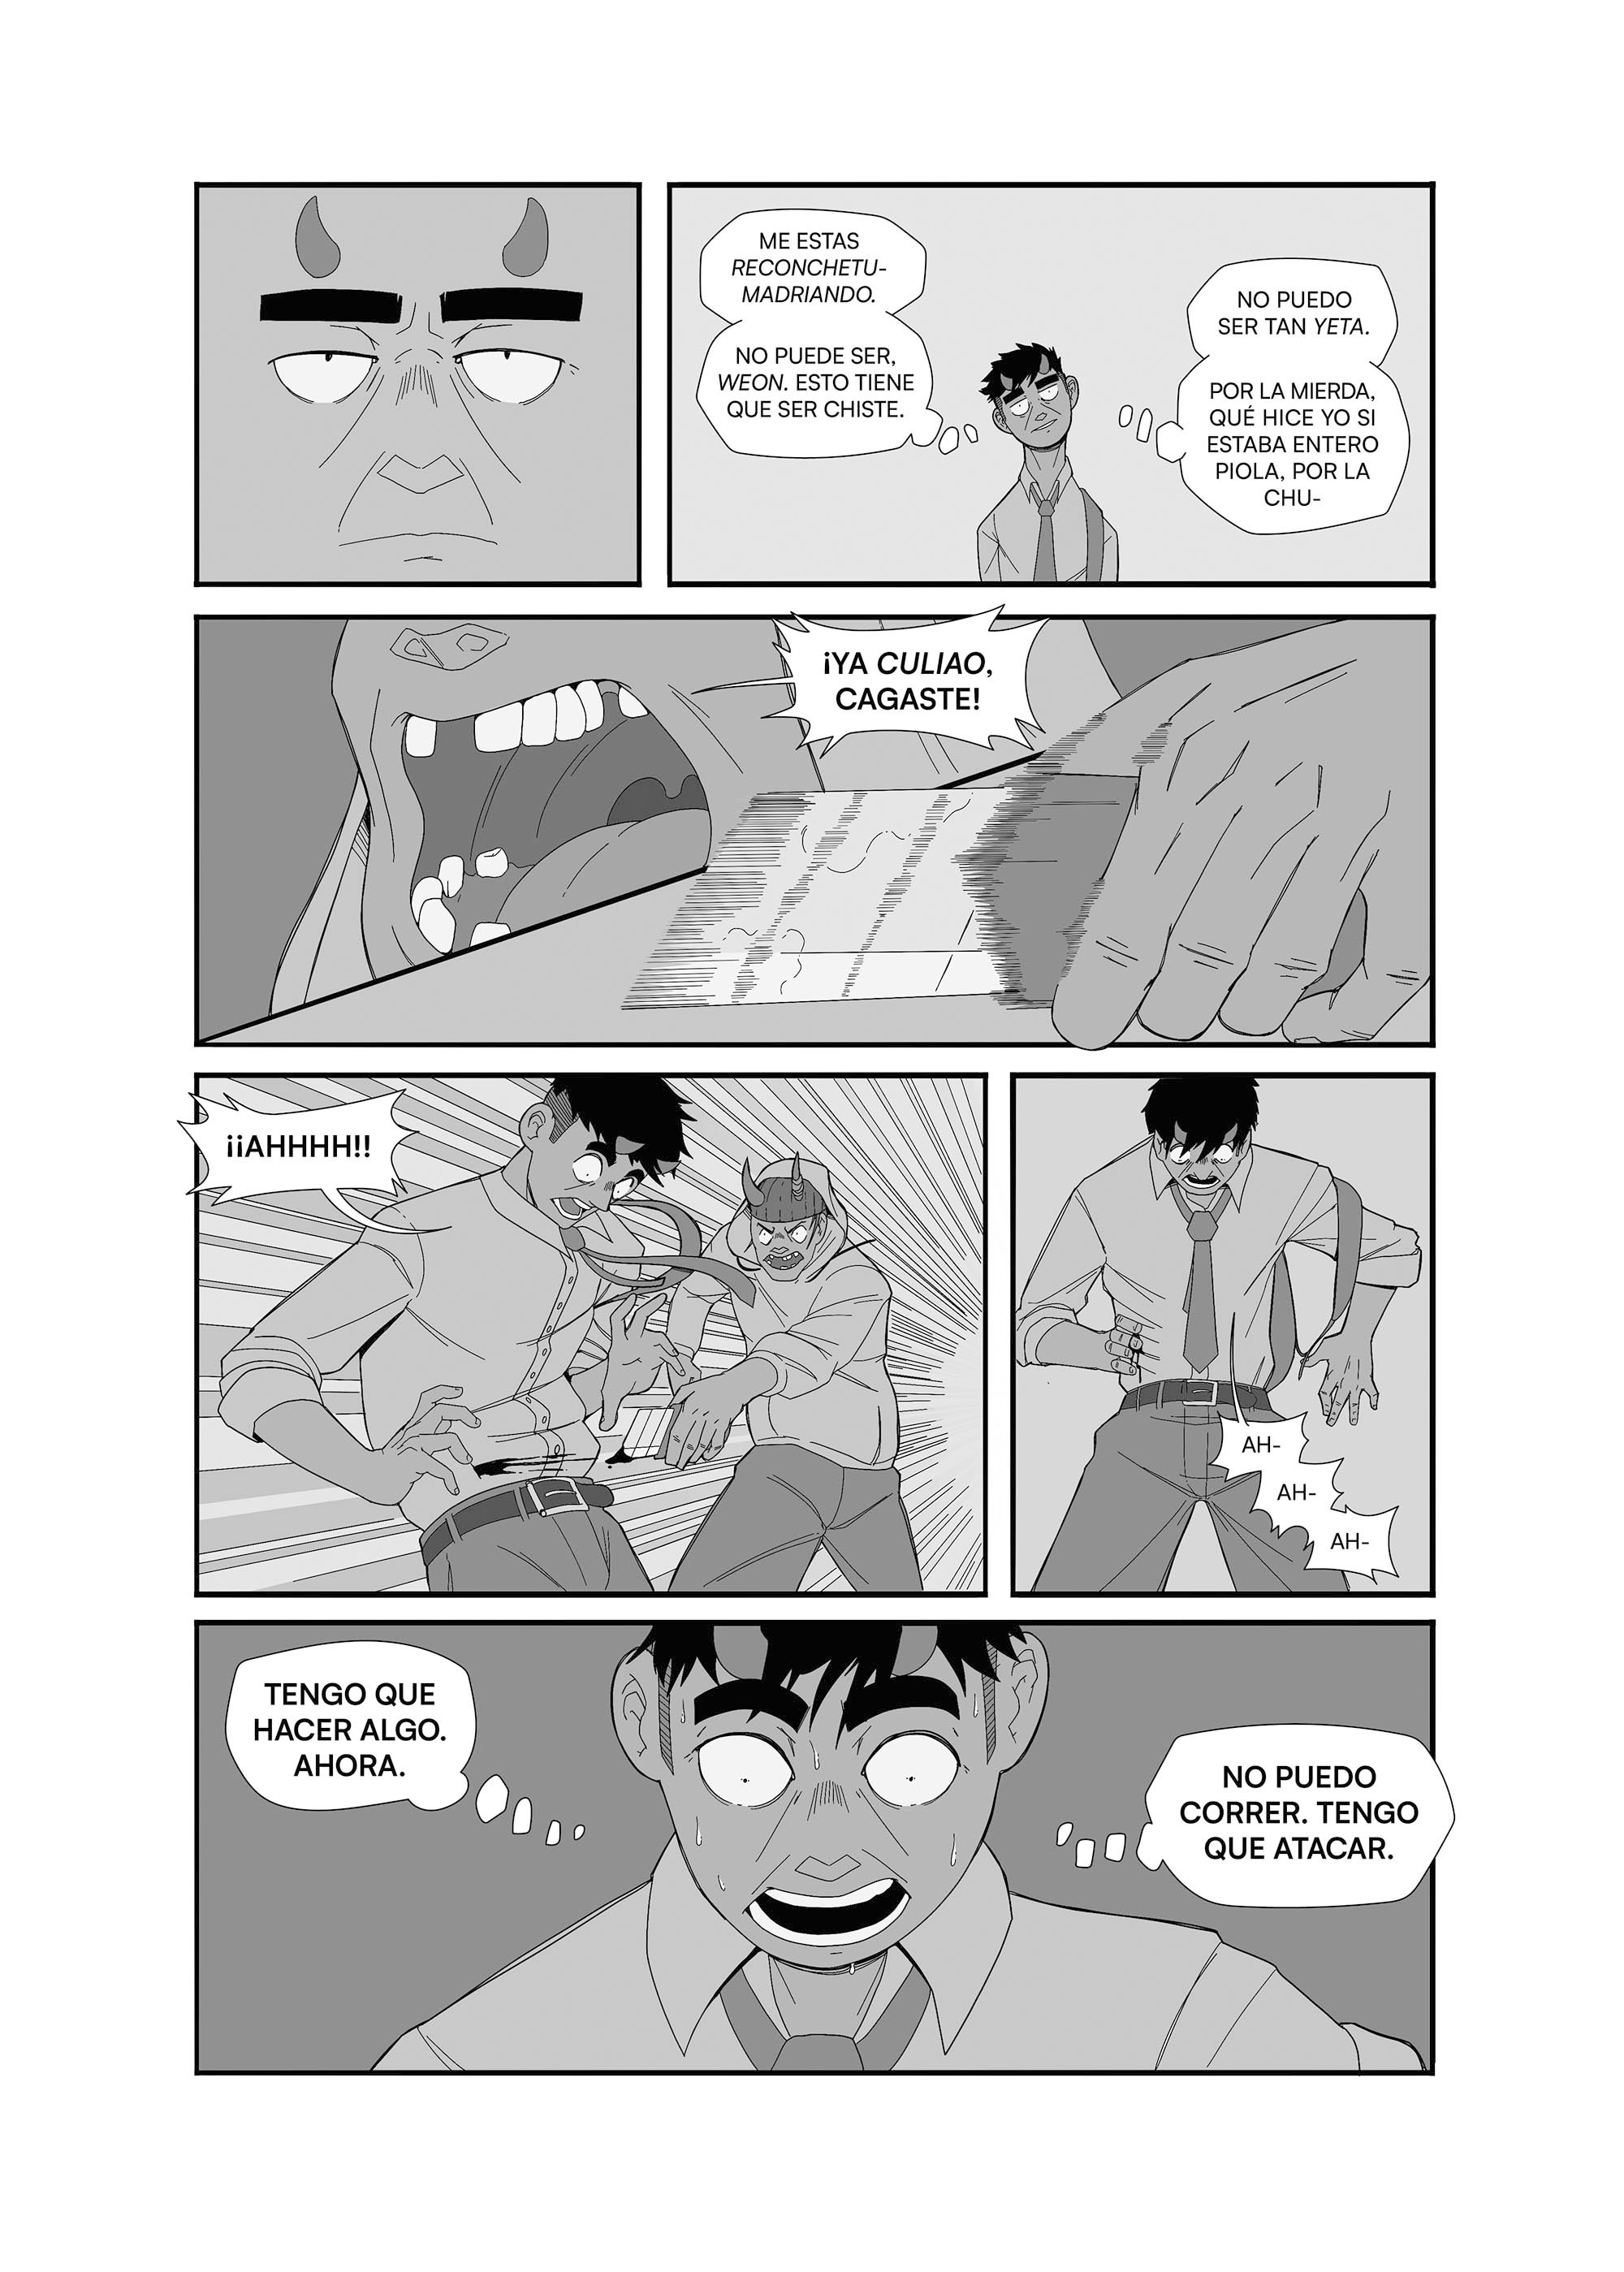 ME ESTAS
RECONCHETU-
MADRIANDO.
NO PUEDE SER,
WEON. ESTO TIENE
QUE SER CHISTE.
NO PUEDO
SER TAN YETA.
POR LA MIERDA,
QUÉ HICE YO SI
ESTABA ENTERO
PIOLA, POR LA
CHU-
¡YA CULIAO,
CAGASTE!
¡¡AHHHH!!
AH-
AH-
AH-
TENGO QUE
HACER ALGO.
AHORA.
NO PUEDO
CORRER. TENGO
QUE ATACAR.